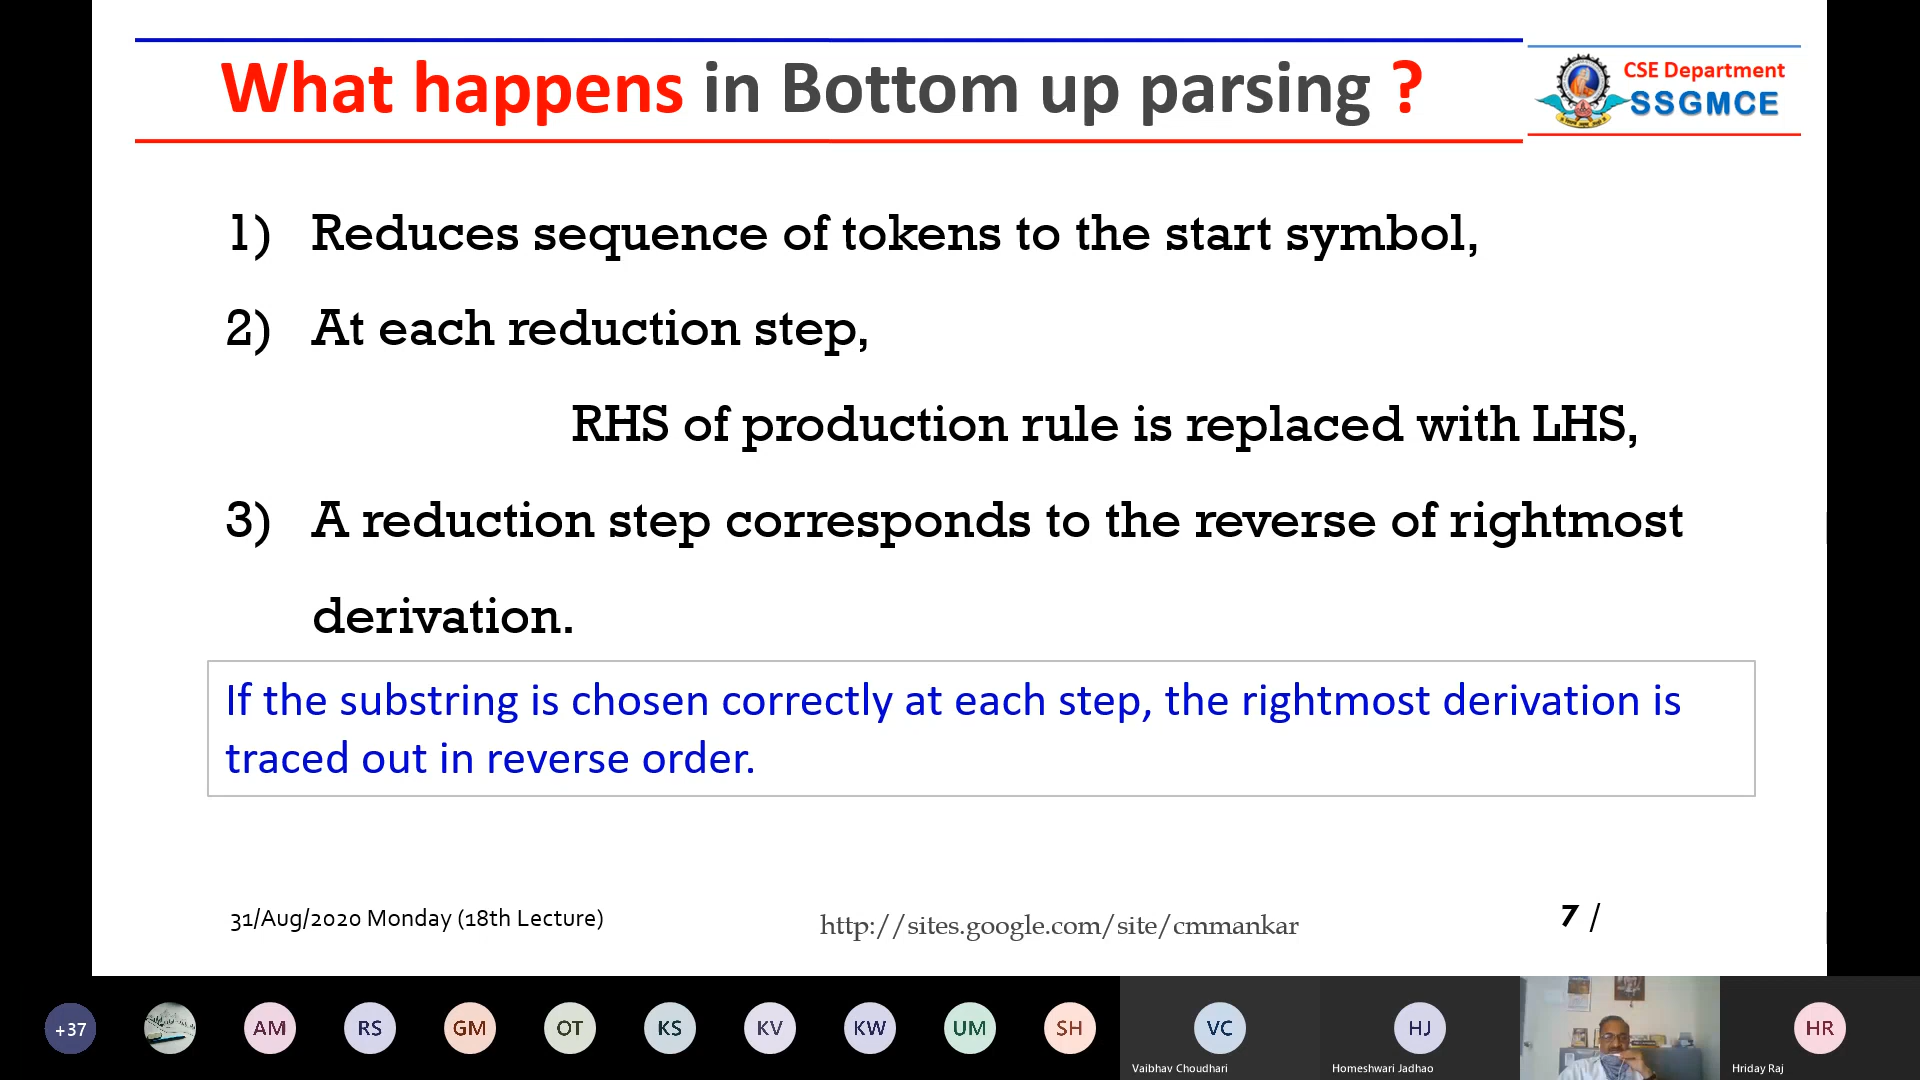 What happens in Bottom up parsing ?
CSE Department
SSGMCE
1) Reduces sequence of tokens to the start symbol,
2) At each reduction step,
RHS of production rule is replaced with LHS,
3) A reduction step corresponds to the reverse of rightmost
derivation.
If the substring is chosen correctly at each step, the rightmost derivation is
traced out in reverse order.
31/Aug/2020 Monday (18th Lecture)
http://sites.google.com/site/cmmankar
7 /
+37
AM
RS
GM
OT
KS
KV
KW
UM
SH
VC
HJ
HR
Vaibhav Choudhari
Homeshwari Jadhao
Hriday Raj